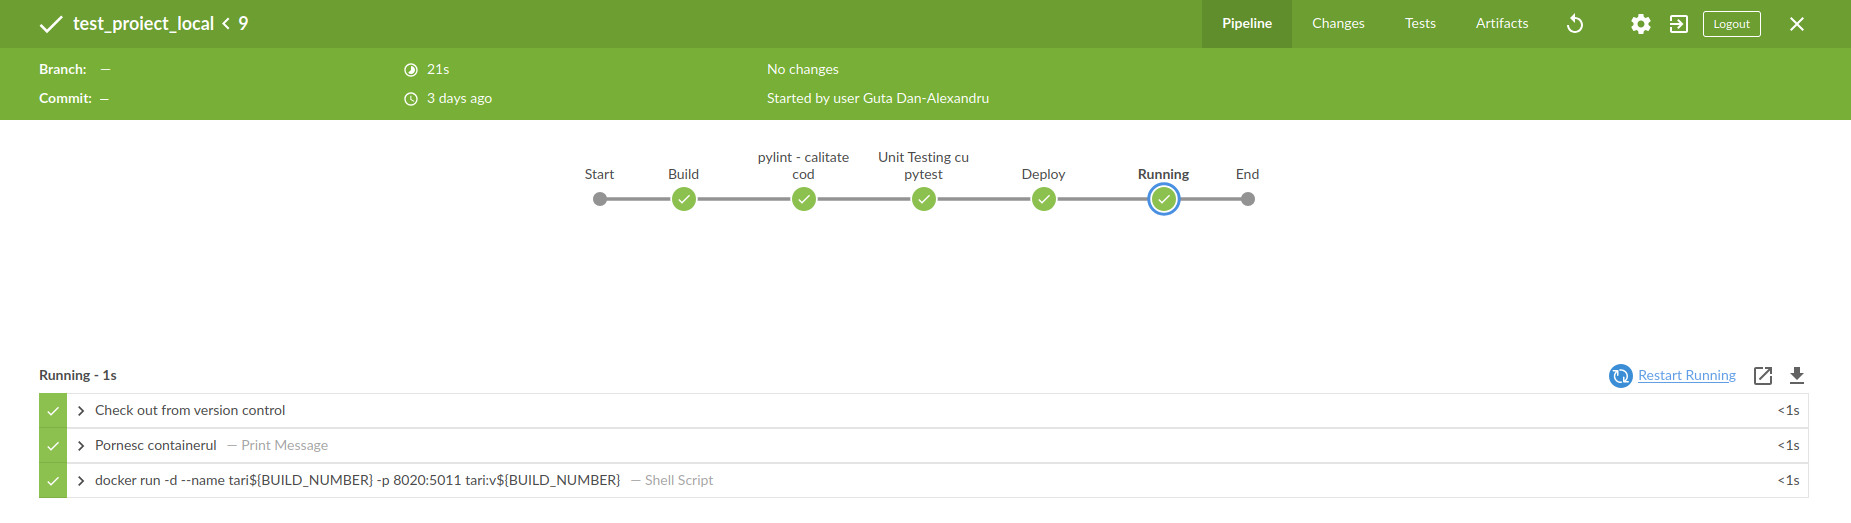 test_proiect_local < 9
Pipeline
Changes
Tests
Artifacts
Logout
Branch: —
21s
No changes
Commit: —
3 days ago
Started by user Guta Dan-Alexandru
Start
Build
pylint - calitate
cod
Unit Testing cu
pytest
Deploy
Running
End
Running - 1s
Restart Running
Check out from version control
<1s
Pornesc containerul — Print Message
<1s
docker run -d --name tari${BUILD_NUMBER} -p 8020:5011 tari:v${BUILD_NUMBER} — Shell Script
<1s